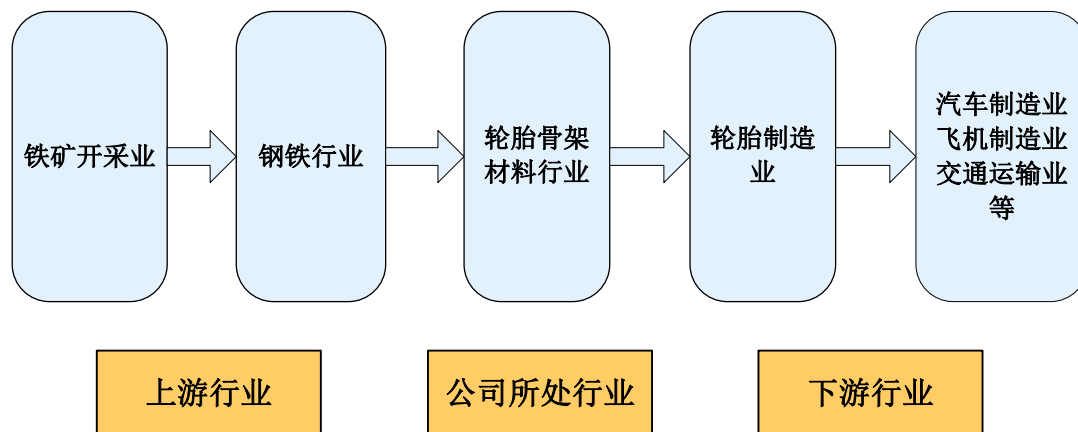 铁矿开采业
钢铁行业
轮胎骨架
材料行业
轮胎制造
业
汽车制造业
飞机制造业
交通运输业
等
上游行业
公司所处行业
下游行业